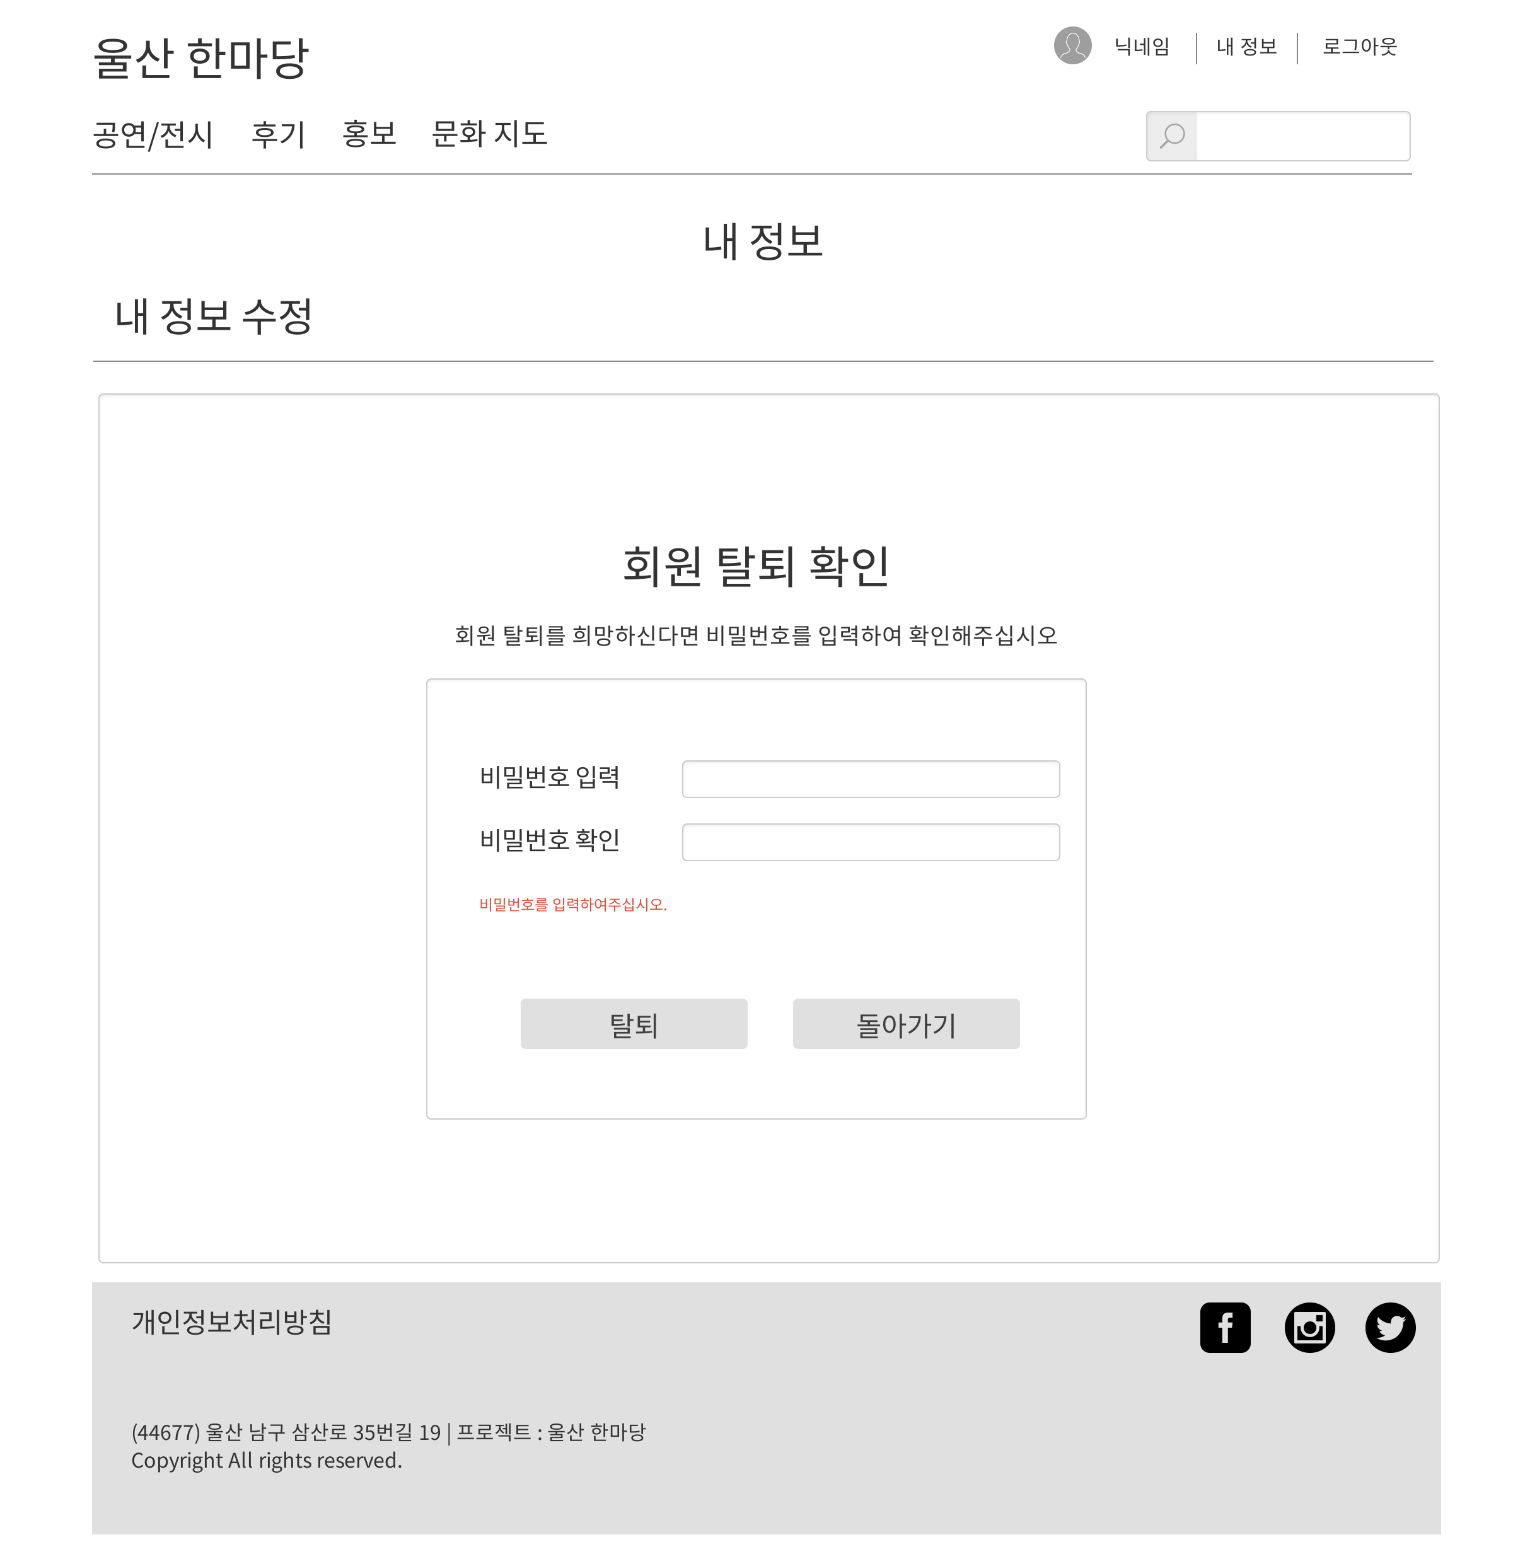 울산 한마당
닉네임 | 내 정보 | 로그아웃
공연/전시 후기 홍보 문화 지도
내 정보
내 정보 수정
회원 탈퇴 확인
회원 탈퇴를 희망하신다면 비밀번호를 입력하여 확인해주십시오
비밀번호 입력
비밀번호 확인
비밀번호를 입력하여주십시오.
탈퇴 돌아가기
개인정보처리방침
(44677) 울산 남구 삼산로 35번길 19 | 프로젝트 : 울산 한마당
Copyright All rights reserved.